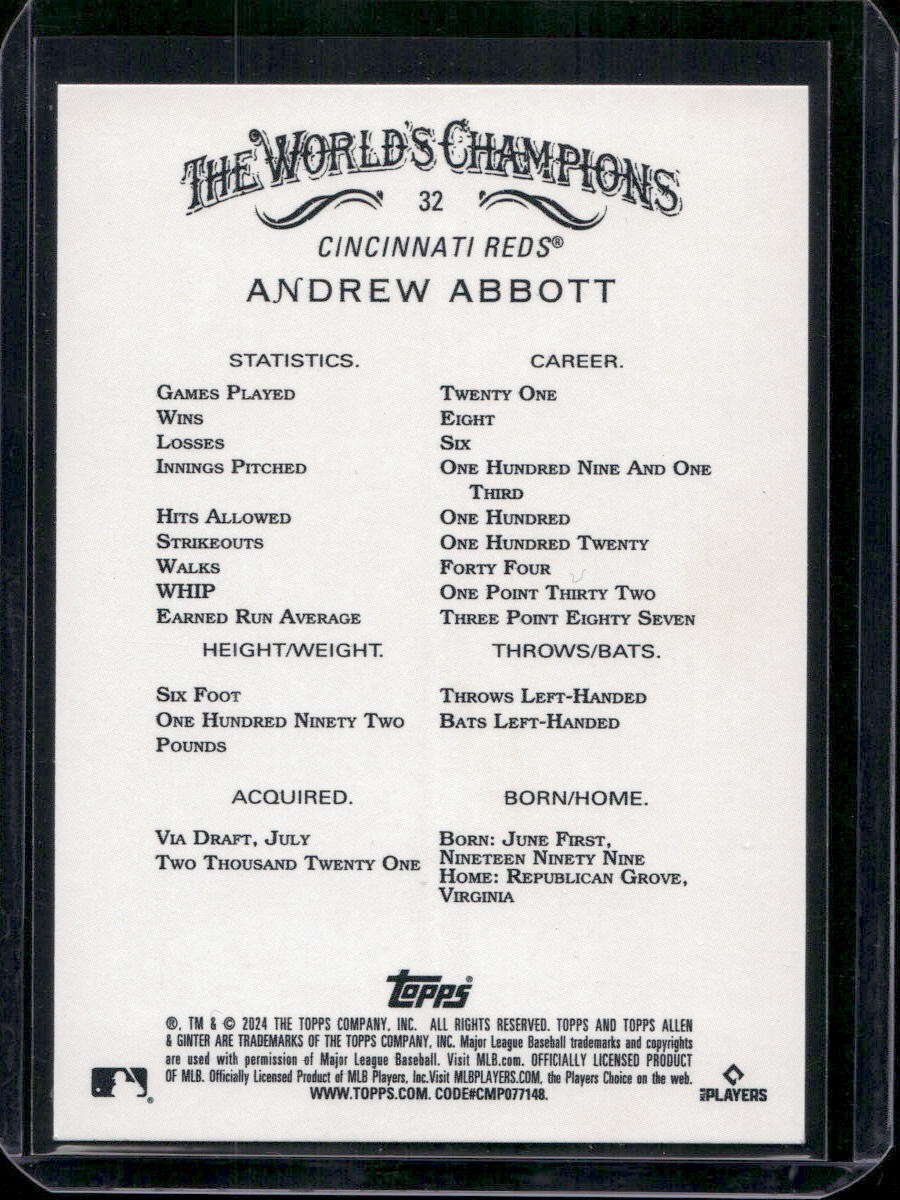 THE WORLD'S CHAMPIONS
32
CINCINNATI REDS®
ANDREW ABBOTT
STATISTICS. CAREER.
GAMES PLAYED TWENTY ONE
WINS EIGHT
LOSSES SIX
INNINGS PITCHED ONE HUNDRED NINE AND ONE
THIRD
HITS ALLOWED ONE HUNDRED
STRIKEOUTS ONE HUNDRED TWENTY
WALKS FORTY FOUR
WHIP ONE POINT THIRTY TWO
EARNED RUN AVERAGE THREE POINT EIGHTY SEVEN
HEIGHT/WEIGHT. THROWS/BATS.
SIX FOOT THROWS LEFT-HANDED
ONE HUNDRED NINETY TWO BATS LEFT-HANDED
POUNDS
ACQUIRED. BORN/HOME.
VIA DRAFT, JULY BORN: JUNE FIRST,
TWO THOUSAND TWENTY ONE NINETEEN NINETY NINE
HOME: REPUBLICAN GROVE,
VIRGINIA
Topps®
®, TM & © 2024 THE TOPPS COMPANY, INC. ALL RIGHTS RESERVED. TOPPS AND TOPPS ALLEN
& GINTER ARE TRADEMARKS OF THE TOPPS COMPANY, INC. Major League Baseball trademarks and copyrights
are used with permission of Major League Baseball. Visit MLB.com. OFFICIALLY LICENSED PRODUCT
OF MLB. Officially Licensed Product of MLB Players, Inc.Visit MLBPLAYERS.COM, the Players Choice on the web.
WWW.TOPPS.COM. CODE#CMP077148.
MLB PLAYERS